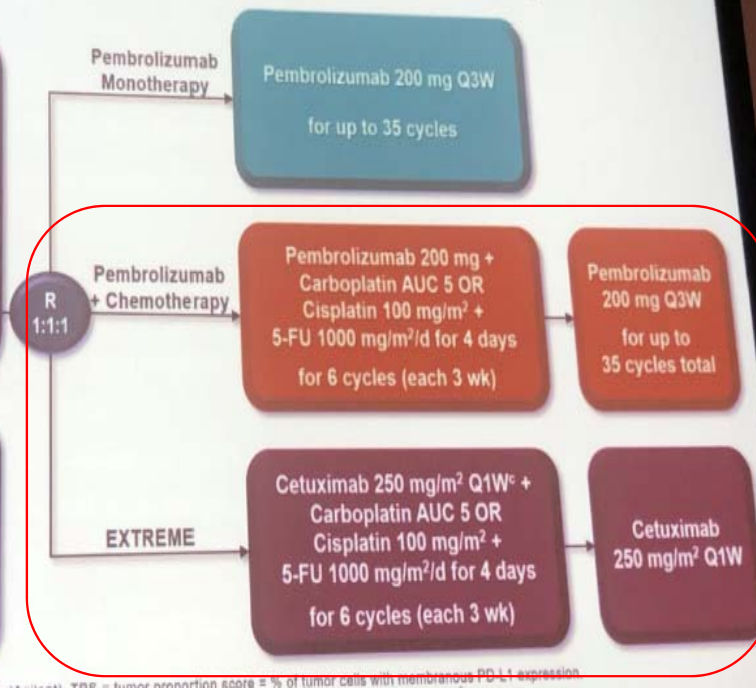 Pembrolizumab
Monotherapy
Pembrolizumab 200 mg Q3W
for up to 35 cycles
R
1:1:1
Pembrolizumab
+ Chemotherapy
Pembrolizumab 200 mg +
Carboplatin AUC 5 OR
Cisplatin 100 mg/m² +
5-FU 1000 mg/m²/d for 4 days
for 6 cycles (each 3 wk)
Pembrolizumab
200 mg Q3W
for up to
35 cycles total
EXTREME
Cetuximab 250 mg/m² Q1Wᶜ +
Carboplatin AUC 5 OR
Cisplatin 100 mg/m² +
5-FU 1000 mg/m²/d for 4 days
for 6 cycles (each 3 wk)
Cetuximab
250 mg/m² Q1W
TPS = tumor proportion score = % of tumor cells with membranous PD-L1 expression